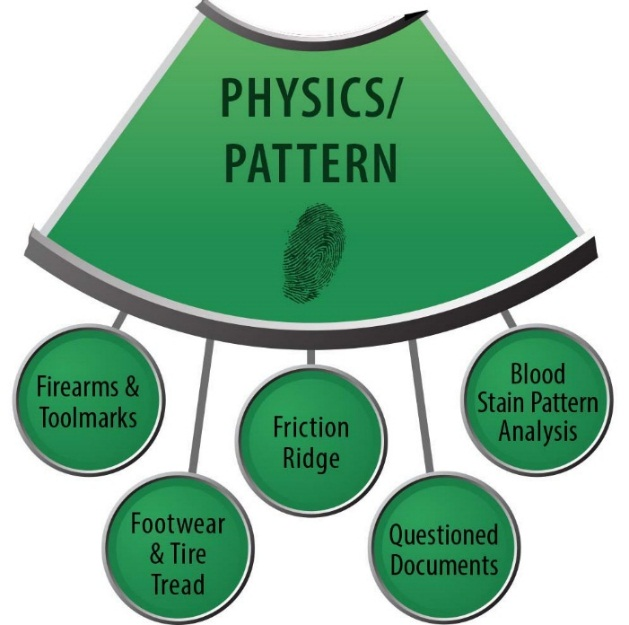 PHYSICS/
PATTERN
Firearms &
Toolmarks
Footwear
& Tire
Tread
Friction
Ridge
Questioned
Documents
Blood
Stain Pattern
Analysis